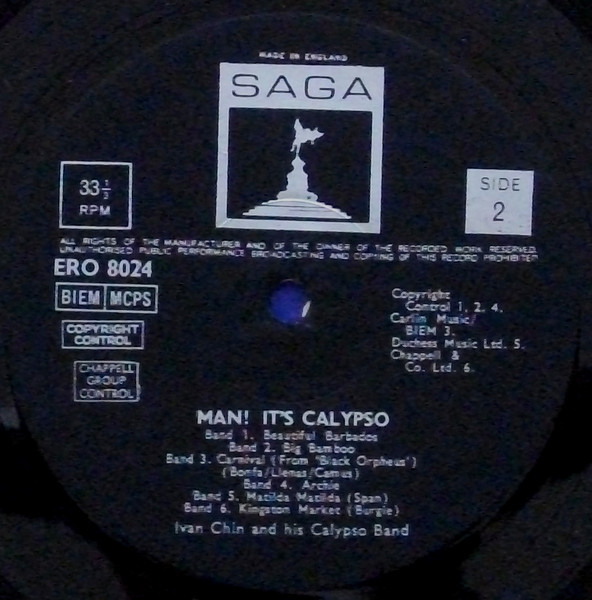 MADE IN ENGLAND
SAGA
33 1/3
RPM
SIDE
2
ALL RIGHTS OF THE MANUFACTURER AND OF THE OWNER OF THE RECORDED WORK RESERVED.
UNAUTHORISED PUBLIC PERFORMANCE BROADCASTING AND COPYING OF THIS RECORD PROHIBITED
ERO 8024
BIEM MCPS
COPYRIGHT
CONTROL
CHAPPELL
GROUP
CONTROL
Copyright
Control 1, 2. 4.
Carlin Music/
BIEM 3.
Duchess Music Ltd. 5.
Chappell &
Co. Ltd. 6.
MAN! IT'S CALYPSO
Band 1. Beautiful Barbados
Band 2. Big Bamboo
Band 3. Carnival (From 'Black Orpheus')
(Bonfa/Llenas/Camus)
Band 4. Archie
Band 5. Matilda Matilda (Span)
Band 6. Kingston Market (Burgie)
Ivan Chin and his Calypso Band